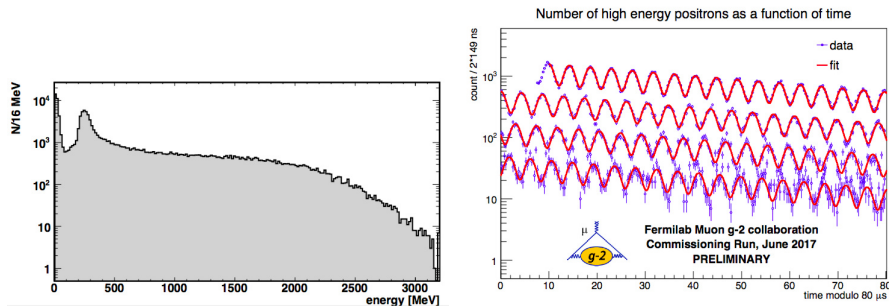 N/16 MeV
10⁴
10³
10²
10
1
0
500
1000
1500
2000
2500
3000
energy [MeV]
Number of high energy positrons as a function of time
count / 2*149 ns
10³
10²
10
1
data
fit
μ
g-2
Fermilab Muon g-2 collaboration
Commissioning Run, June 2017
PRELIMINARY
0
10
20
30
40
50
60
70
80
time modulo 80 μs